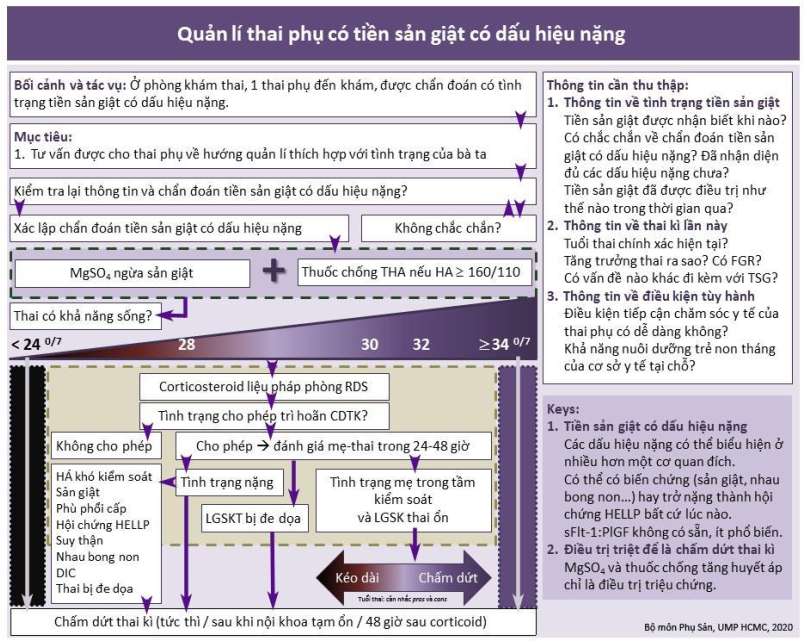 Quản lí thai phụ có tiền sản giật có dấu hiệu nặng
Bối cảnh và tác vụ: Ở phòng khám thai, 1 thai phụ đến khám, được chẩn đoán có tình
trạng tiền sản giật có dấu hiệu nặng.
Mục tiêu:
1. Tư vấn được cho thai phụ về hướng quản lí thích hợp với tình trạng của bà ta
Kiểm tra lại thông tin và chẩn đoán tiền sản giật có dấu hiệu nặng?
Xác lập chẩn đoán tiền sản giật có dấu hiệu nặng
Không chắc chắn?
MgSO₄ ngừa sản giật
+
Thuốc chống THA nếu HA ≥ 160/110
Thai có khả năng sống?
< 24 0/7
28
30
32
≥ 34 0/7
Corticosteroid liệu pháp phòng RDS
Tình trạng cho phép trì hoãn CDTK?
Không cho phép
Cho phép → đánh giá mẹ-thai trong 24-48 giờ
HÁ khó kiểm soát
Sản giật
Phù phổi cấp
Hội chứng HELLP
Suy thận
Nhau bong non
DIC
Thai bị đe dọa
Tình trạng nặng
LGSKT bị đe dọa
Tình trạng mẹ trong tầm
kiểm soát
và LGSK thai ổn
Kéo dài
Chấm dứt
Tuổi thai: cân nhắc pros và cons
Chấm dứt thai kì (tức thì / sau khi nội khoa tạm ổn / 48 giờ sau corticoid)
Thông tin cần thu thập:
1. Thông tin về tình trạng tiền sản giật
Tiền sản giật được nhận biết khi nào?
Có chắc chắn về chẩn đoán tiền sản
giật có dấu hiệu nặng? Đã nhận diện
đủ các dấu hiệu nặng chưa?
Tiền sản giật đã được điều trị như
thế nào trong thời gian qua?
2. Thông tin về thai kì lần này
Tuổi thai chính xác hiện tại?
Tăng trưởng thai ra sao? Có FGR?
Có vấn đề nào khác đi kèm với TSG?
3. Thông tin về điều kiện tùy hành
Điều kiện tiếp cận chăm sóc y tế của
thai phụ có dễ dàng không?
Khả năng nuôi dưỡng trẻ non tháng
của cơ sở y tế tại chỗ?
Keys:
1. Tiền sản giật có dấu hiệu nặng
Các dấu hiệu nặng có thể biểu hiện ở
nhiều hơn một cơ quan đích.
Có thể có biến chứng (sản giật, nhau
bong non...) hay trở nặng thành hội
chứng HELLP bất cứ lúc nào.
sFlt-1:PlGF không có sẵn, ít phổ biến.
2. Điều trị triệt để là chấm dứt thai kì
MgSO₄ và thuốc chống tăng huyết áp
chỉ là điều trị triệu chứng.
Bộ môn Phụ Sản, UMP HCMC, 2020